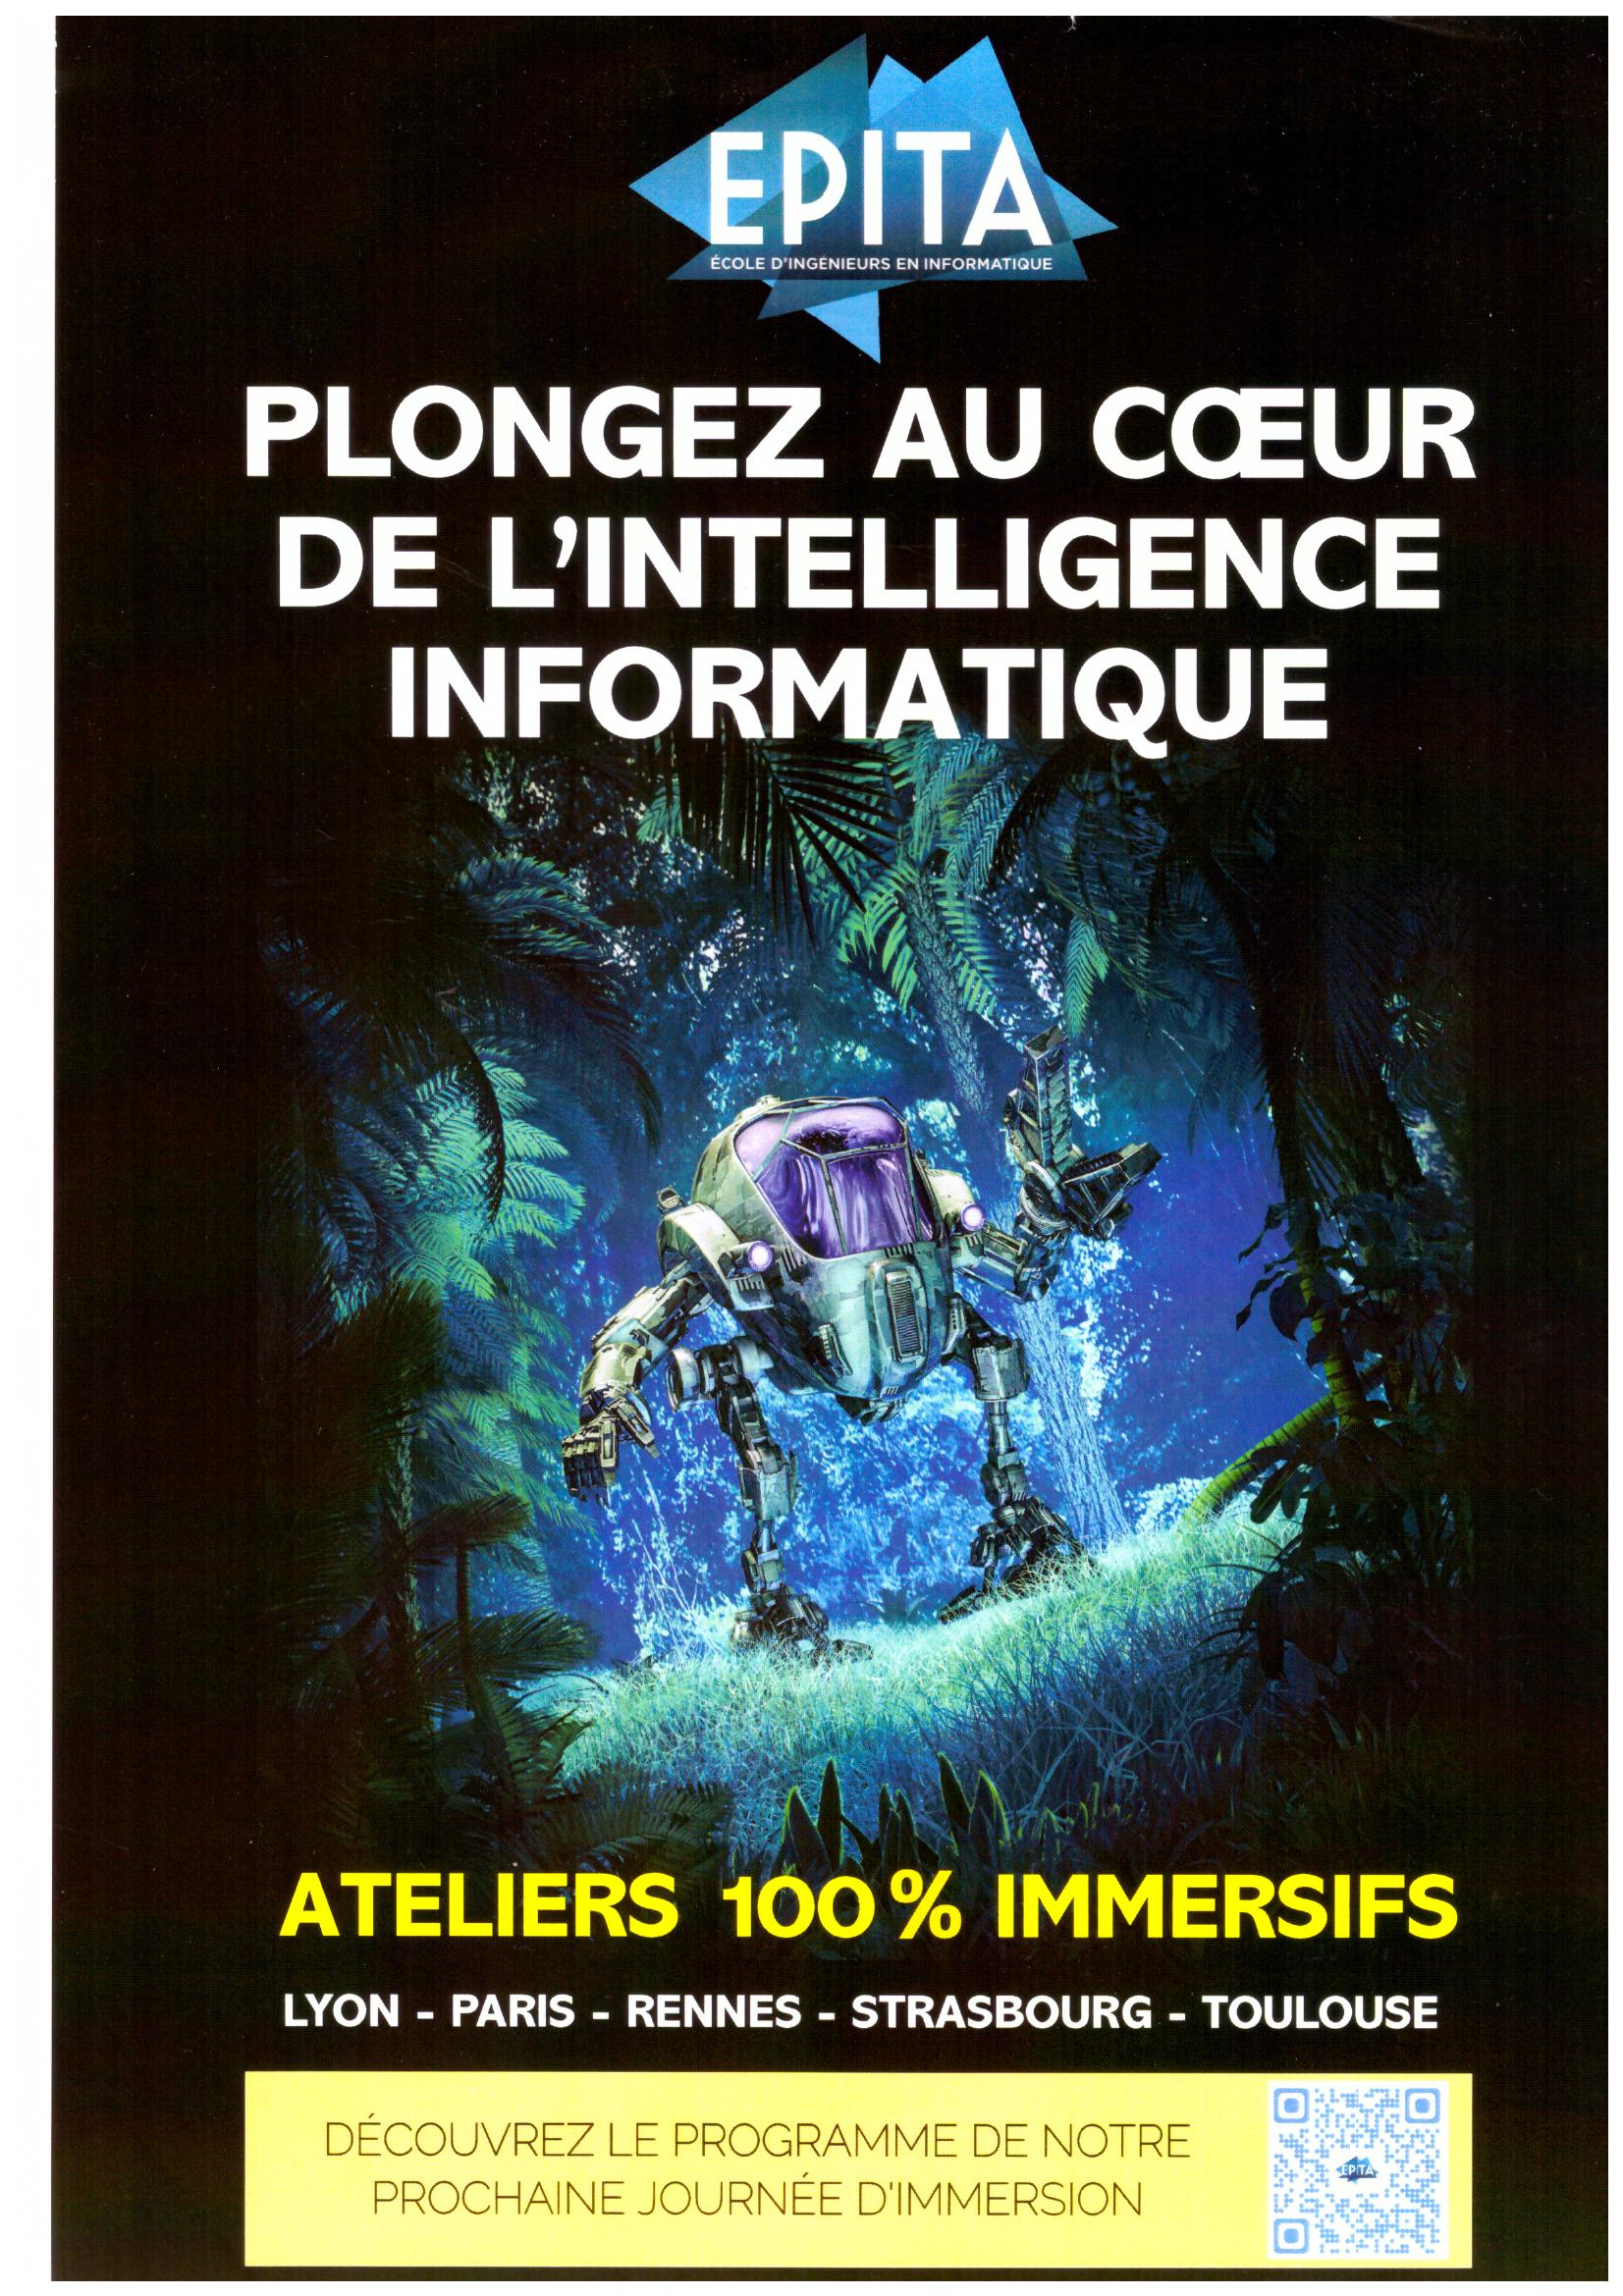 EPITA
ÉCOLE D'INGÉNIEURS EN INFORMATIQUE
PLONGEZ AU CŒUR
DE L'INTELLIGENCE
INFORMATIQUE
ATELIERS 100% IMMERSIFS
LYON - PARIS - RENNES - STRASBOURG - TOULOUSE
DÉCOUVREZ LE PROGRAMME DE NOTRE
PROCHAINE JOURNÉE D'IMMERSION
EPITA